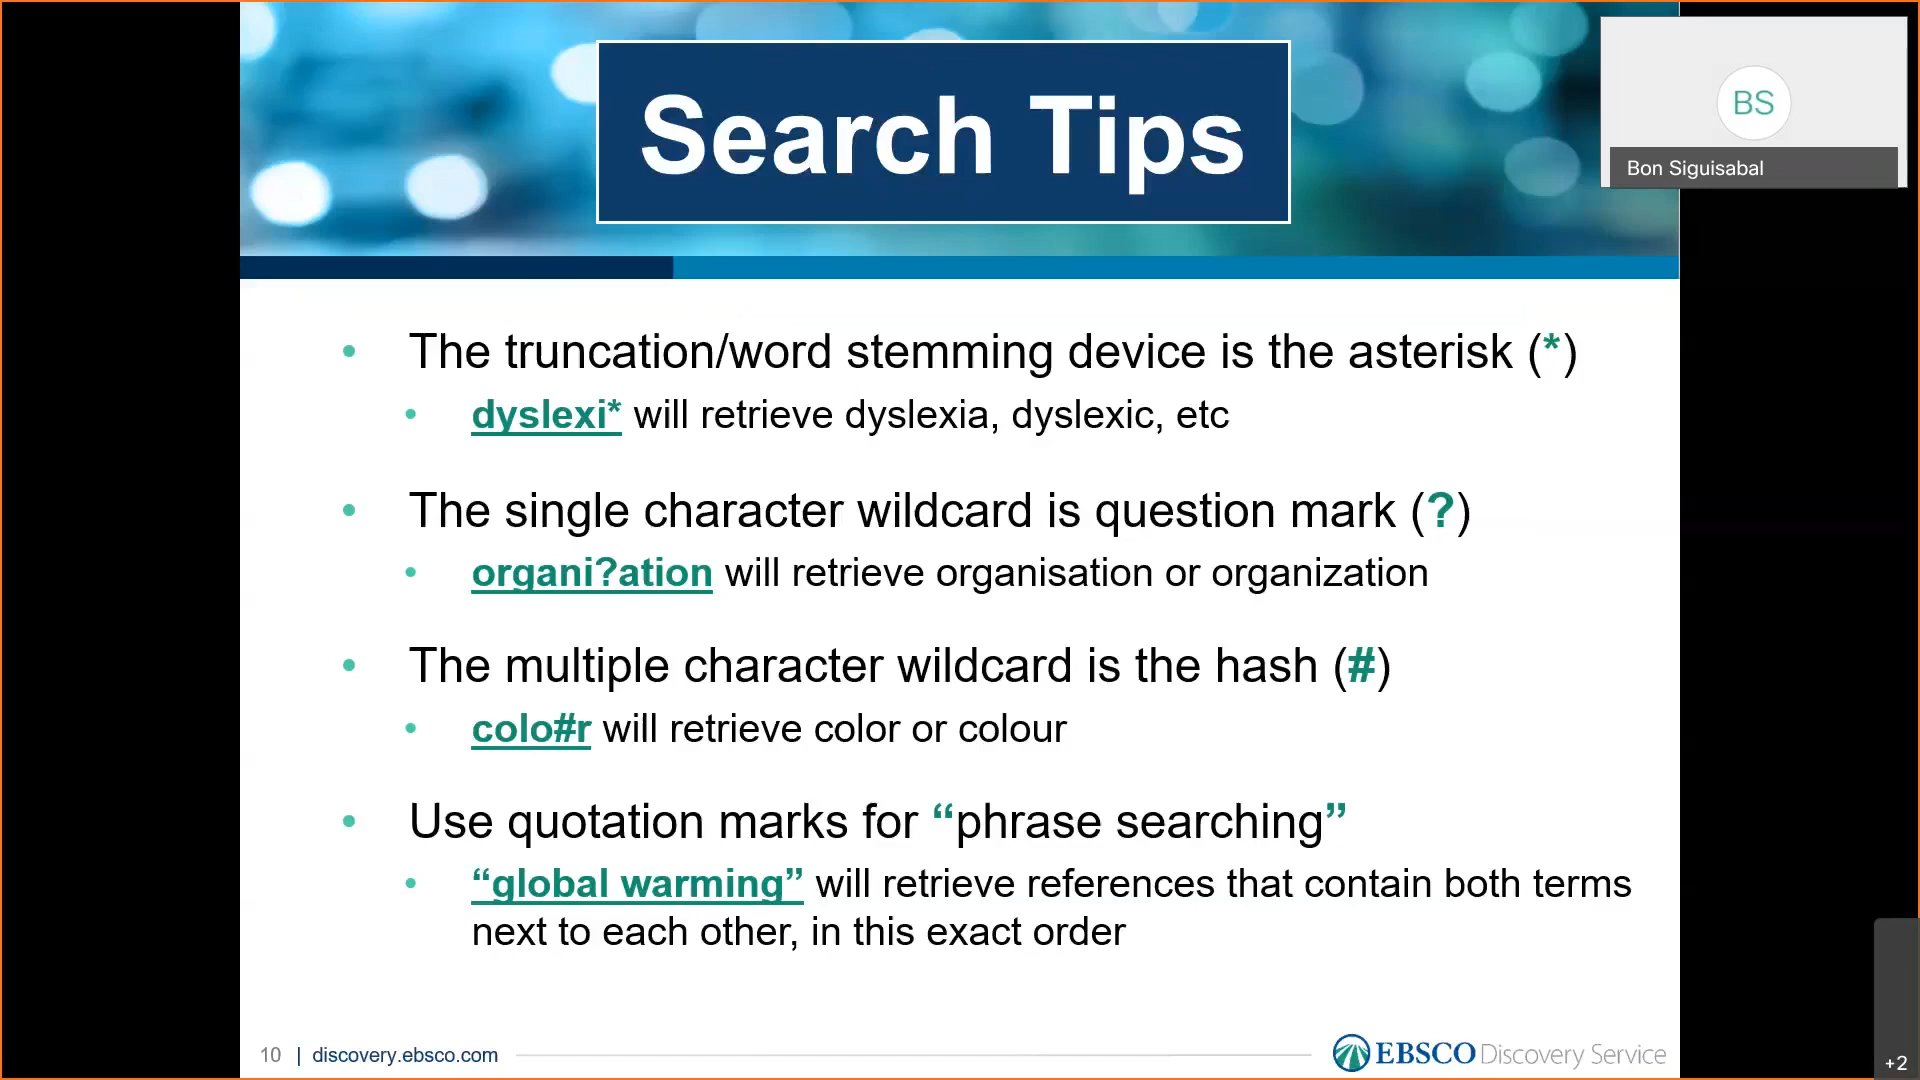 Search Tips
BS
Bon Siguisabal
• The truncation/word stemming device is the asterisk (*)
• dyslexi* will retrieve dyslexia, dyslexic, etc
• The single character wildcard is question mark (?)
• organi?ation will retrieve organisation or organization
• The multiple character wildcard is the hash (#)
• colo#r will retrieve color or colour
• Use quotation marks for “phrase searching”
• “global warming” will retrieve references that contain both terms
next to each other, in this exact order
10 | discovery.ebsco.com
EBSCO Discovery Service
+2